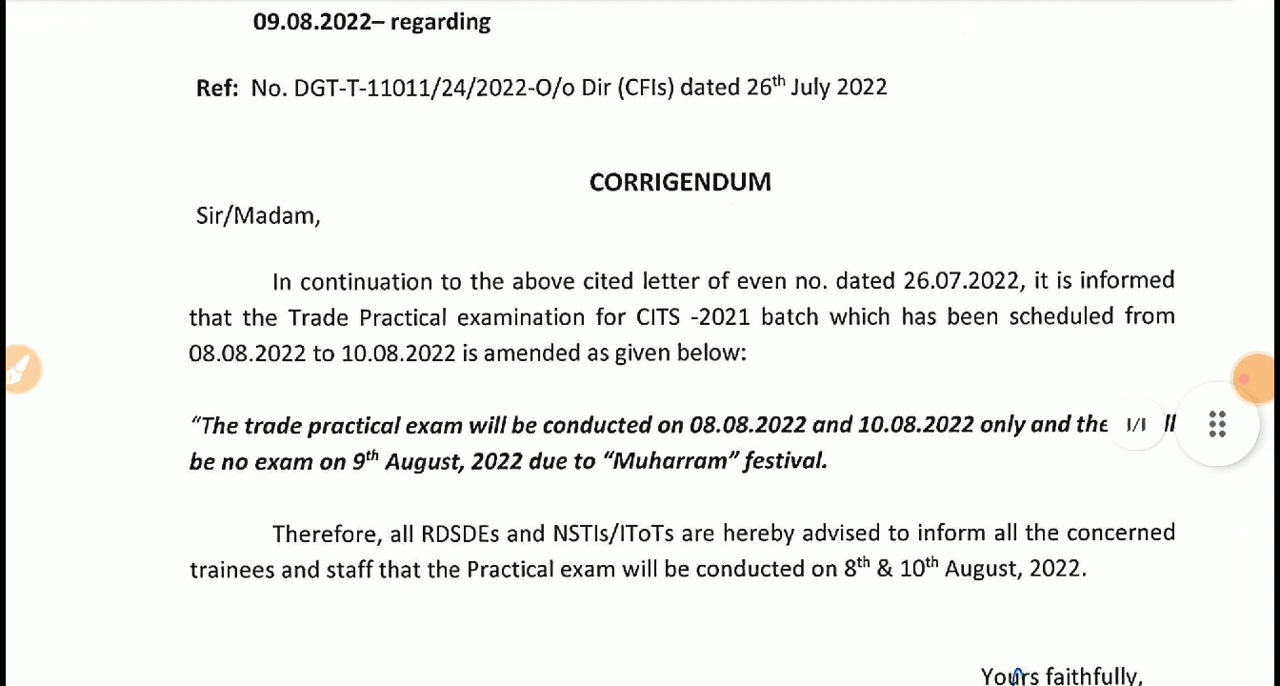 09.08.2022– regarding
Ref: No. DGT-T-11011/24/2022-O/o Dir (CFIs) dated 26th July 2022
CORRIGENDUM
Sir/Madam,
In continuation to the above cited letter of even no. dated 26.07.2022, it is informed
that the Trade Practical examination for CITS -2021 batch which has been scheduled from
08.08.2022 to 10.08.2022 is amended as given below:
“The trade practical exam will be conducted on 08.08.2022 and 10.08.2022 only and 1/1
be no exam on 9th August, 2022 due to “Muharram” festival.
Therefore, all RDSDEs and NSTIs/IToTs are hereby advised to inform all the concerned
trainees and staff that the Practical exam will be conducted on 8th & 10th August, 2022.
Yours faithfully,